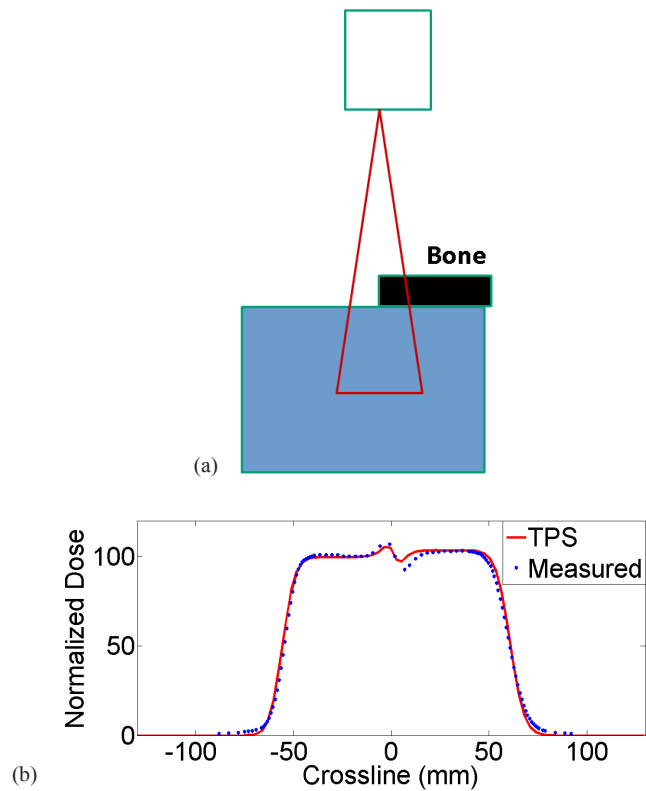 Bone
(a)
Normalized Dose
100
50
0
TPS
Measured
-100
-50
0
50
100
Crossline (mm)
(b)